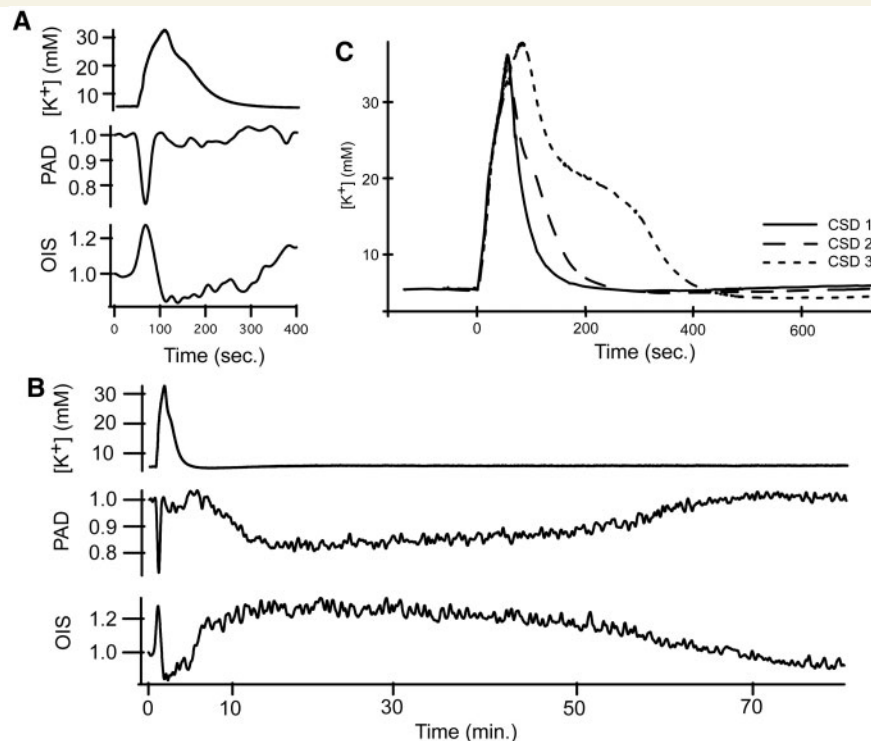 A
[K+] (mM)
30
20
10
PAD
1.0
0.9
0.8
OIS
1.2
1.0
0 100 200 300 400
Time (sec.)
C
[K+] (mM)
30
20
10
CSD 1
CSD 2
CSD 3
0 200 400 600
Time (sec.)
B
[K+] (mM)
30
20
10
PAD
1.0
0.9
0.8
OIS
1.2
1.0
0 10 30 50 70
Time (min.)